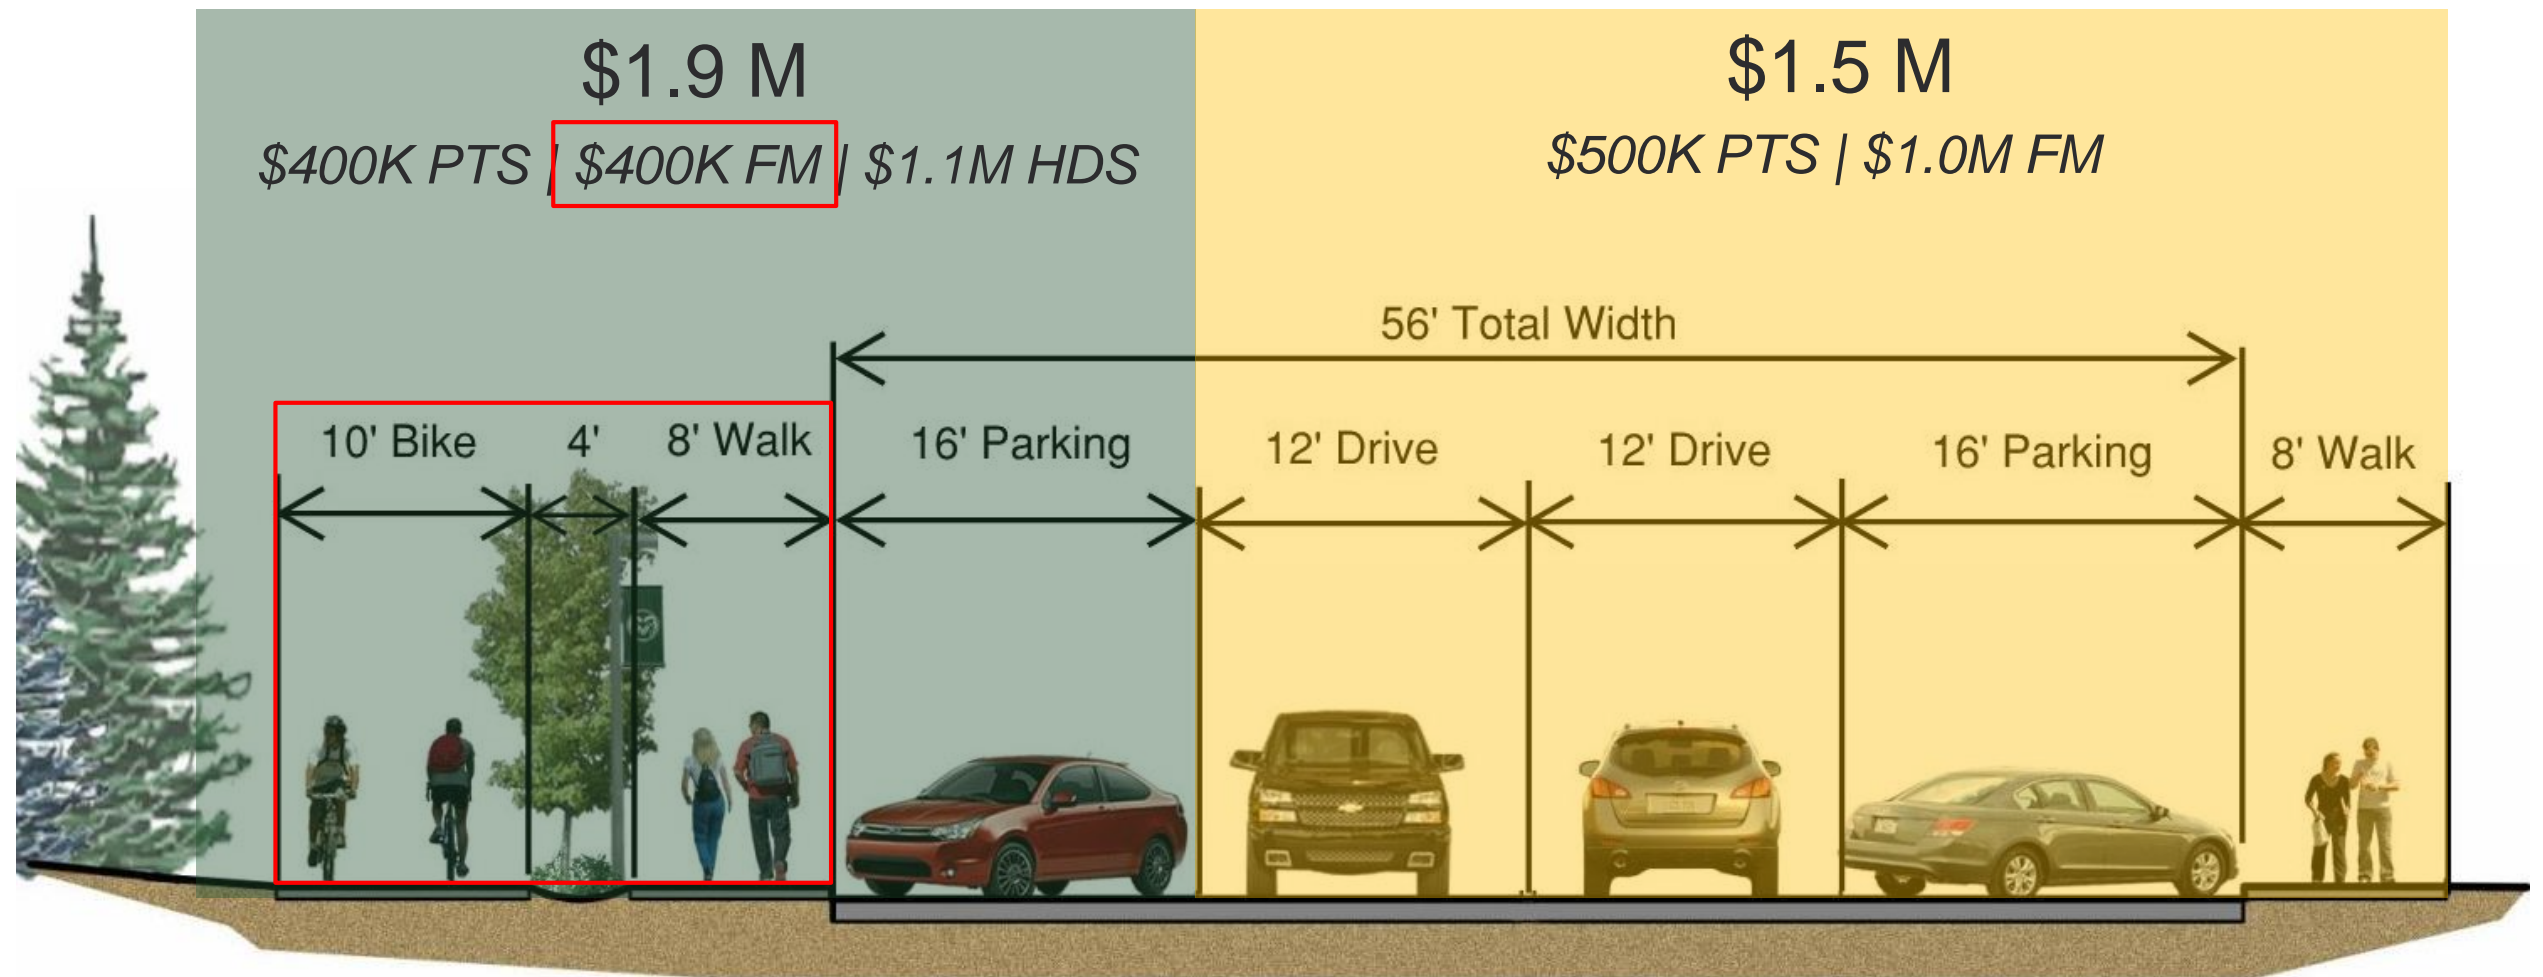 $1.9 M
$400K PTS | $400K FM | $1.1M HDS
$1.5 M
$500K PTS | $1.0M FM
56' Total Width
10' Bike
4'
8' Walk
16' Parking
12' Drive
12' Drive
16' Parking
8' Walk